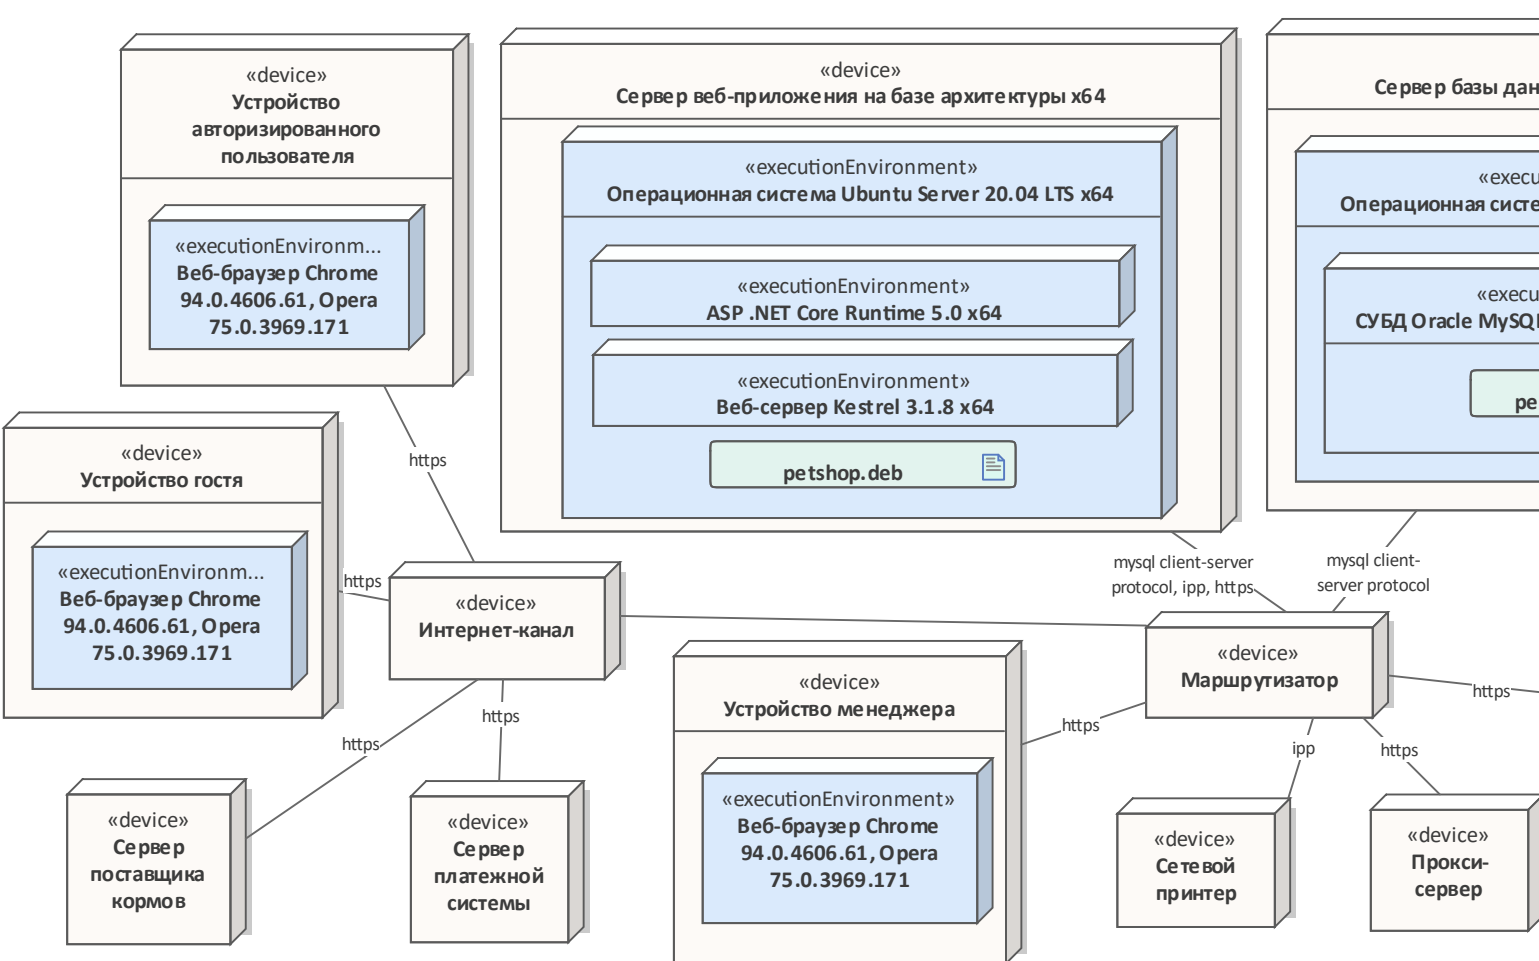 «device»
Устройство
авторизированного
пользователя
«executionEnvironm...
Веб-браузер Chrome
94.0.4606.61, Opera
75.0.3969.171
«device»
Сервер веб-приложения на базе архитектуры x64
«executionEnvironment»
Операционная система Ubuntu Server 20.04 LTS x64
«executionEnvironment»
ASP .NET Core Runtime 5.0 x64
«executionEnvironment»
Веб-сервер Kestrel 3.1.8 x64
petshop.deb
Сервер базы дан
«execu
Операционная систе
«execu
СУБД Oracle MySQL
pe
https
«device»
Устройство гостя
«executionEnvironm...
Веб-браузер Chrome
94.0.4606.61, Opera
75.0.3969.171
https
«device»
Интернет-канал
mysql client-server
protocol, ipp, https
mysql client-
server protocol
«device»
Маршрутизатор
https
https
https
«device»
Сервер
поставщика
кормов
«device»
Сервер
платежной
системы
«device»
Устройство менеджера
«executionEnvironment»
Веб-браузер Chrome
94.0.4606.61, Opera
75.0.3969.171
https
ipp
https
«device»
Сетевой
принтер
«device»
Прокси-
сервер